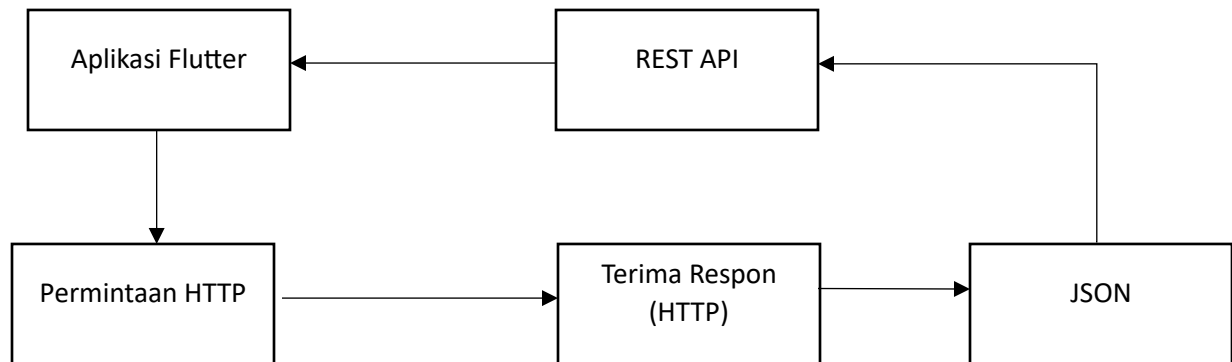 Aplikasi Flutter
REST API
Permintaan HTTP
Terima Respon
(HTTP)
JSON